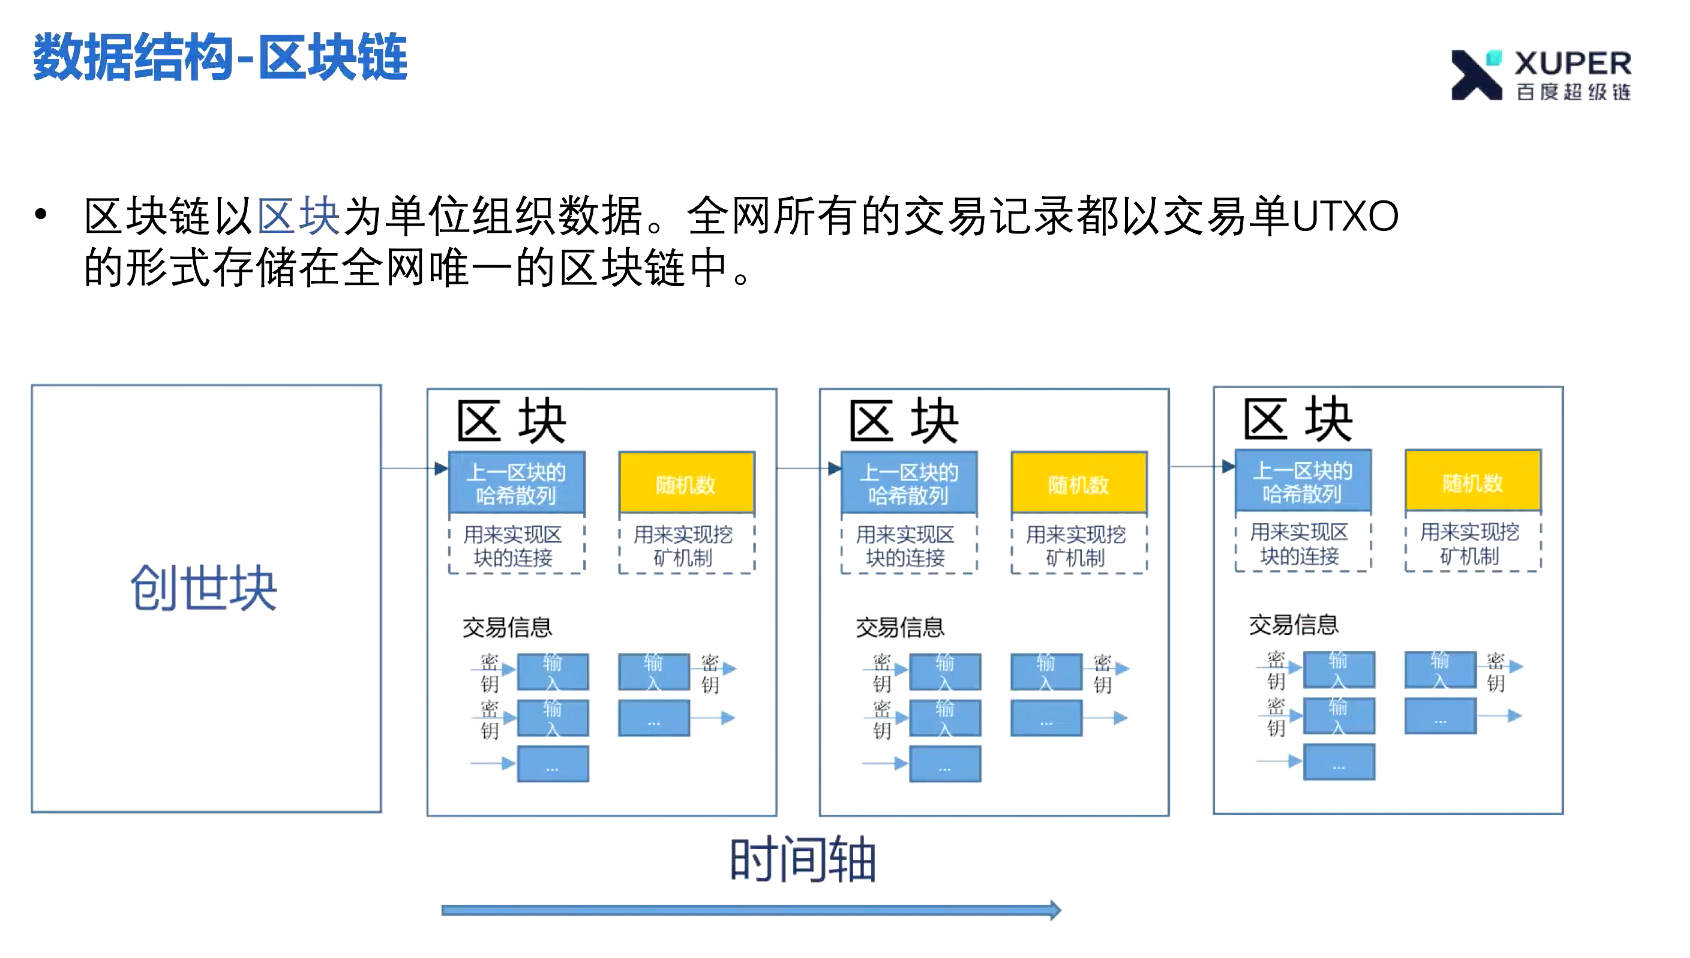 数据结构-区块链
XUPER
百度超级链
• 区块链以区块为单位组织数据。全网所有的交易记录都以交易单UTXO
的形式存储在全网唯一的区块链中。
创世块
区 块
上一区块的
哈希散列
随机数
用来实现区
块的连接
用来实现挖
矿机制
交易信息
密
钥
输
入
输
入
密
钥
密
钥
输
入
...
...
区 块
上一区块的
哈希散列
随机数
用来实现区
块的连接
用来实现挖
矿机制
交易信息
密
钥
输
入
输
入
密
钥
密
钥
输
入
...
...
区 块
上一区块的
哈希散列
随机数
用来实现区
块的连接
用来实现挖
矿机制
交易信息
密
钥
输
入
输
入
密
钥
密
钥
输
入
...
...
时间轴